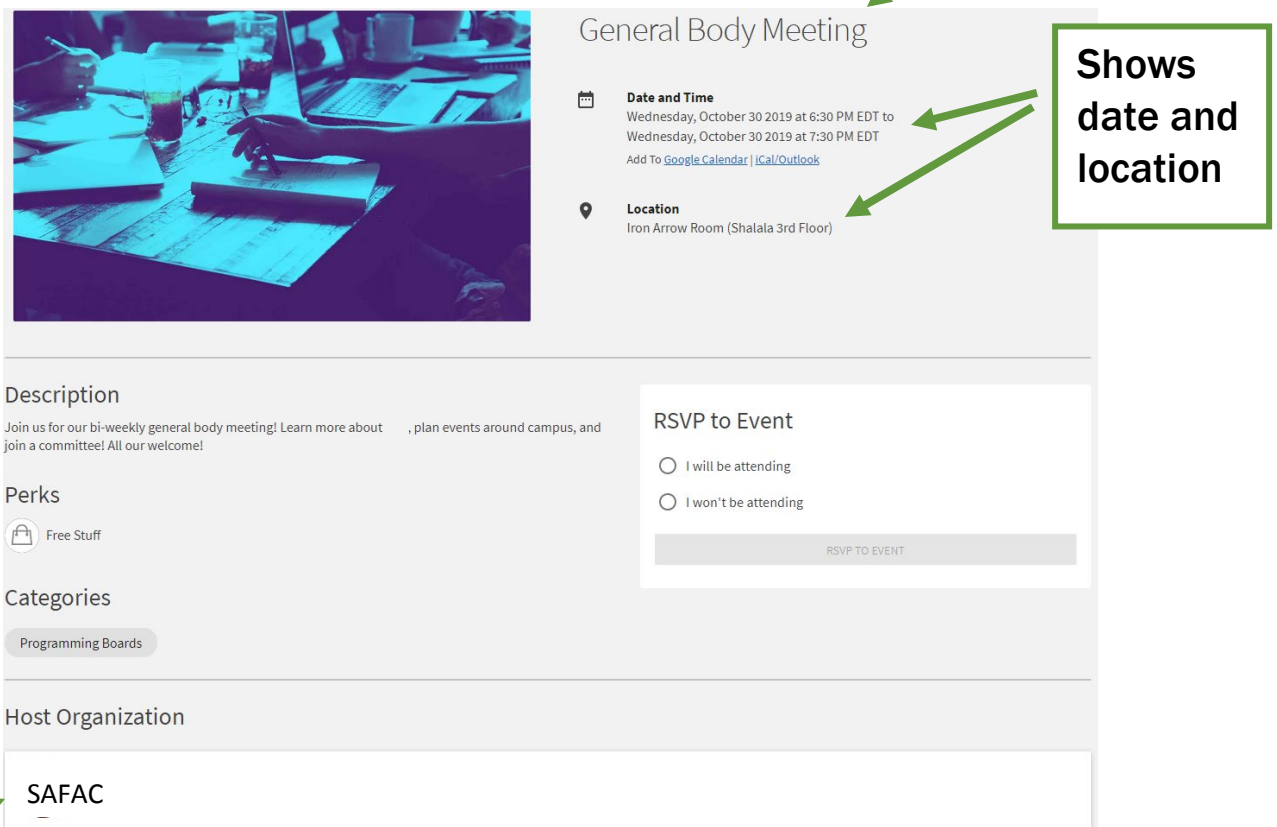 General Body Meeting
Shows
date and
location
Date and Time
Wednesday, October 30 2019 at 6:30 PM EDT to
Wednesday, October 30 2019 at 7:30 PM EDT
Add To Google Calendar | iCal/Outlook
Location
Iron Arrow Room (Shalala 3rd Floor)
Description
Join us for our bi-weekly general body meeting! Learn more about , plan events around campus, and
join a committee! All our welcome!
Perks
Free Stuff
Categories
Programming Boards
RSVP to Event
I will be attending
I won't be attending
RSVP TO EVENT
Host Organization
SAFAC